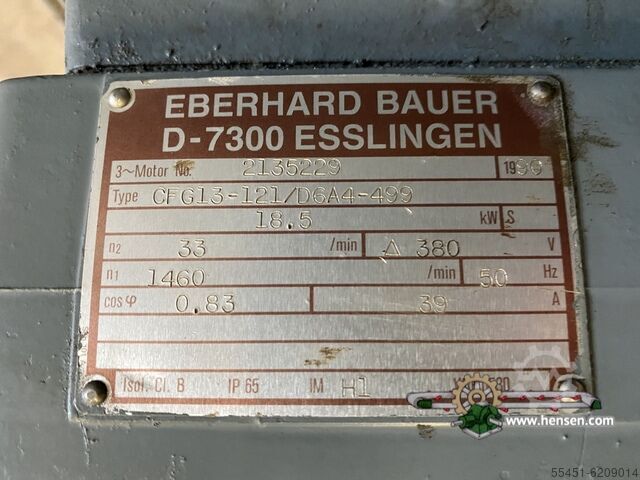 EBERHARD BAUER
D-7300 ESSLINGEN
3~Motor No. 2135229 1990
Type CFG13-121/D6A4-499
18.5 kW S
n2 33 /min Δ 380 V
n1 1460 /min 50 Hz
cos φ 0.83 39 A
Isol. Cl. B IP 65 IM H1
www.hensen.com
55451-6209014